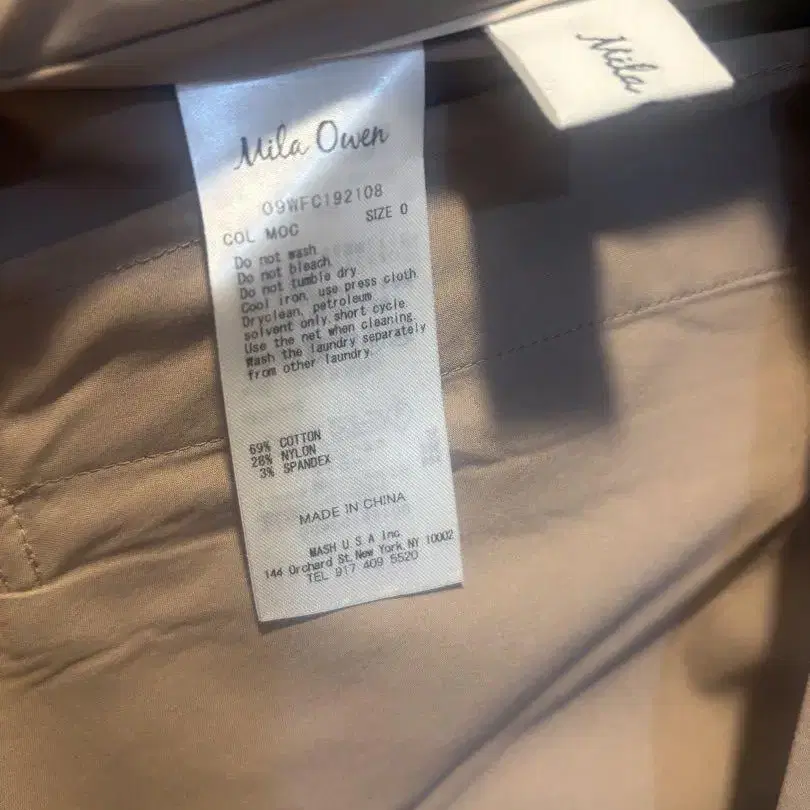 Mila
Mila Owen
09WFC192108
COL MOC SIZE 0
Do not wash
Do not bleach
Do not tumble dry
Cool iron, use press cloth
Dryclean, petroleum
solvent only, short cycle
Use the net when cleaning
Wash the laundry separately
from other laundry.
69% COTTON
28% NYLON
3% SPANDEX
MADE IN CHINA
MASH U S A Inc.
144 Orchard St. New York, NY 10002
TEL 917 409 5520